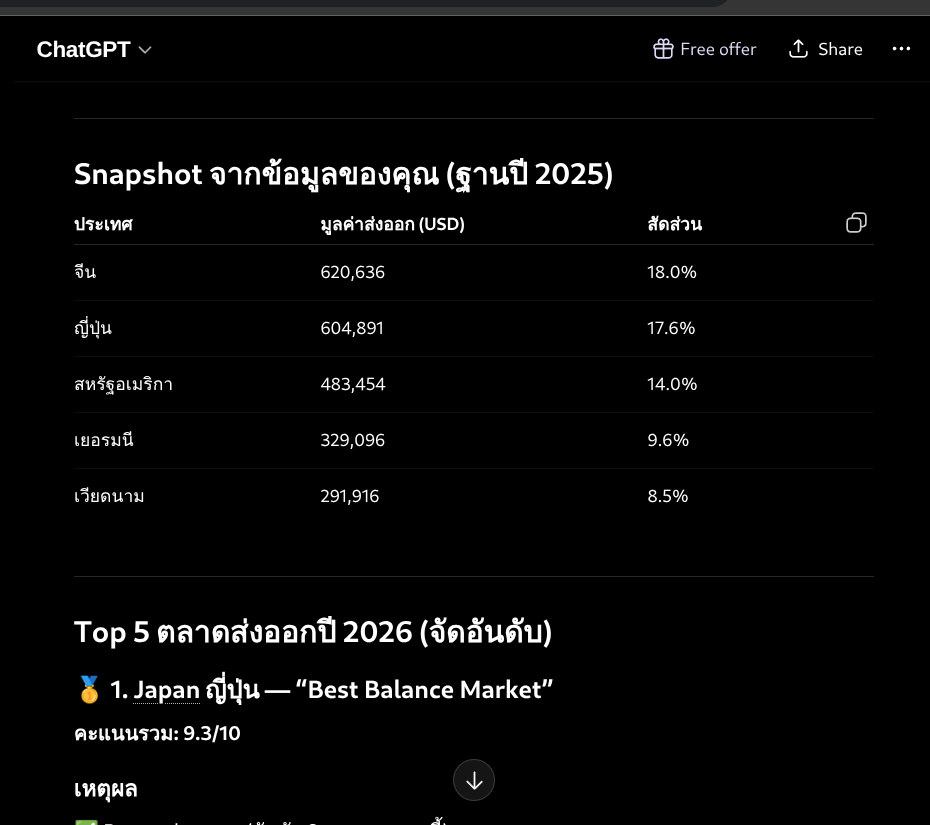 ChatGPT
Free offer
Share
Snapshot จากข้อมูลของคุณ (ฐานปี 2025)
ประเทศ มูลค่าส่งออก (USD) สัดส่วน
จีน 620,636 18.0%
ญี่ปุ่น 604,891 17.6%
สหรัฐอเมริกา 483,454 14.0%
เยอรมนี 329,096 9.6%
เวียดนาม 291,916 8.5%
Top 5 ตลาดส่งออกปี 2026 (จัดอันดับ)
🥇 1. Japan ญี่ปุ่น — “Best Balance Market”
คะแนนรวม: 9.3/10
เหตุผล